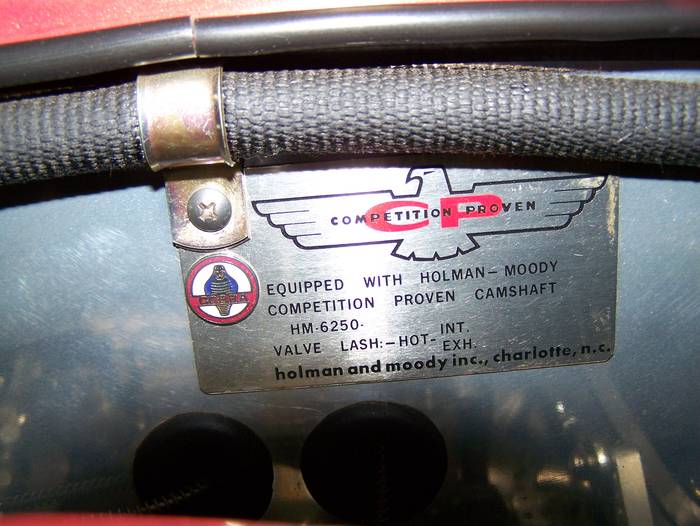 COMPETITION PROVEN
CP
COBRA
EQUIPPED WITH HOLMAN-MOODY
COMPETITION PROVEN CAMSHAFT
HM-6250-
VALVE LASH:-HOT- INT.
EXH.
holman and moody inc., charlotte, n.c.